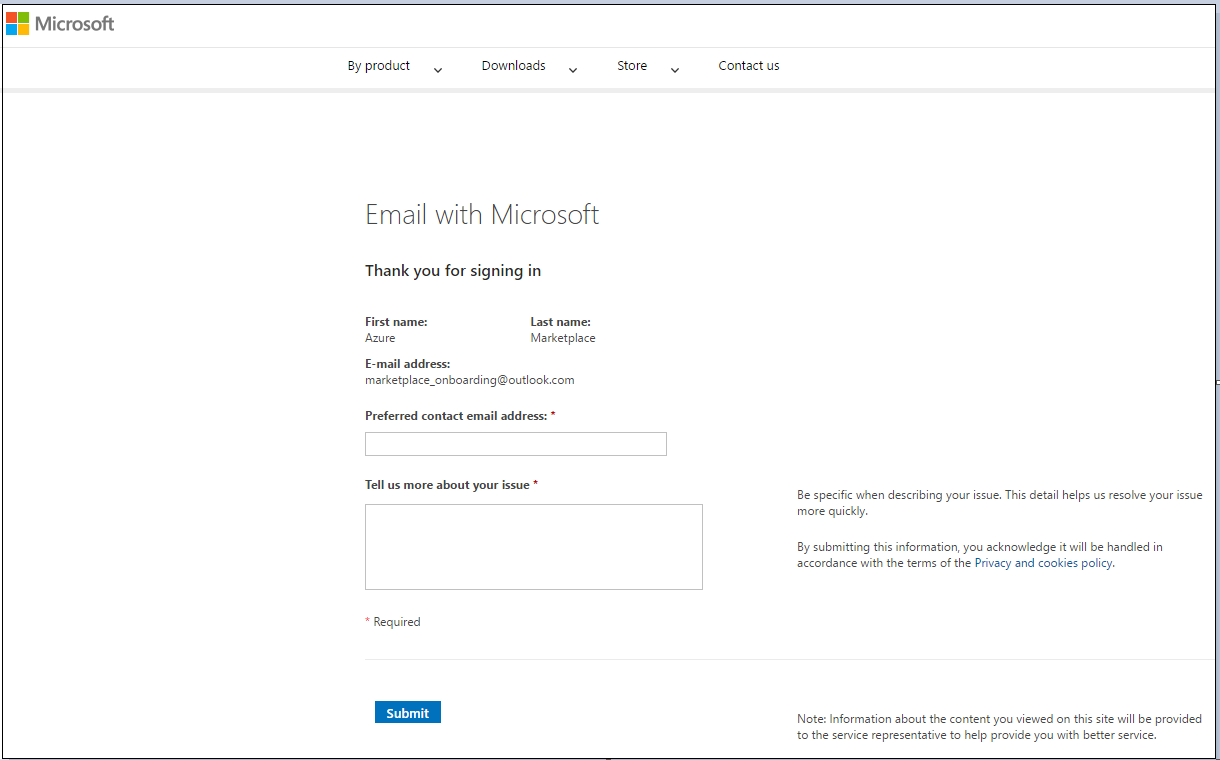 Microsoft
By product Downloads Store Contact us
Email with Microsoft
Thank you for signing in
First name: Last name:
Azure Marketplace
E-mail address:
marketplace_onboarding@outlook.com
Preferred contact email address: *
Tell us more about your issue *
Be specific when describing your issue. This detail helps us resolve your issue
more quickly.
By submitting this information, you acknowledge it will be handled in
accordance with the terms of the Privacy and cookies policy.
* Required
Submit
Note: Information about the content you viewed on this site will be provided
to the service representative to help provide you with better service.